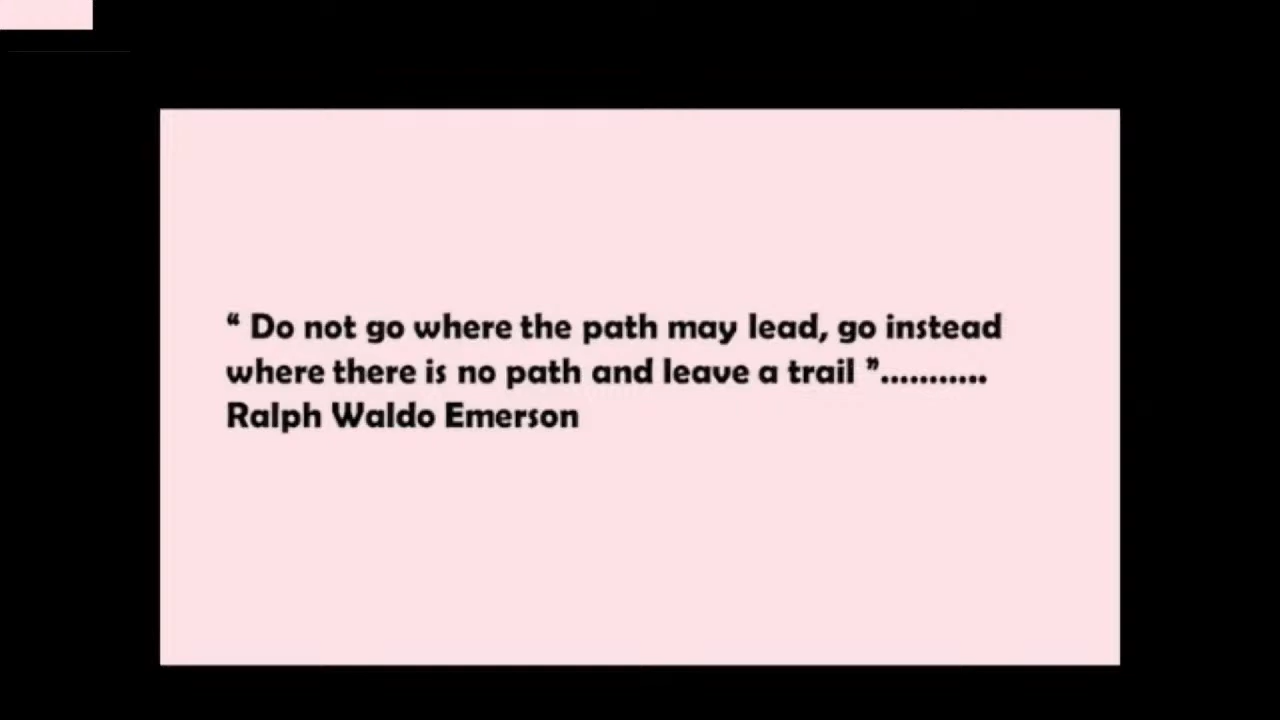 “ Do not go where the path may lead, go instead
where there is no path and leave a trail ”...........
Ralph Waldo Emerson